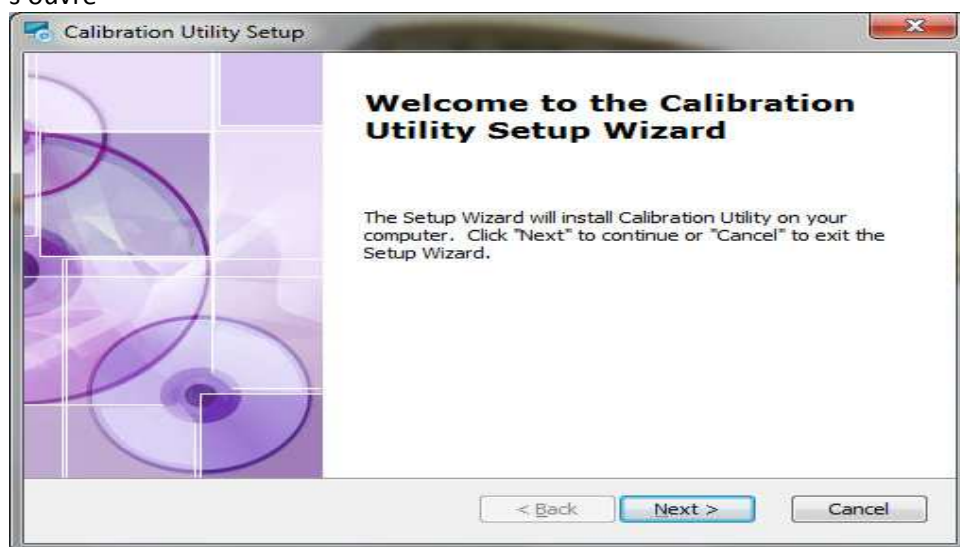 s'ouvre
Calibration Utility Setup
Welcome to the Calibration
Utility Setup Wizard
The Setup Wizard will install Calibration Utility on your
computer. Click "Next" to continue or "Cancel" to exit the
Setup Wizard.
< Back Next > Cancel